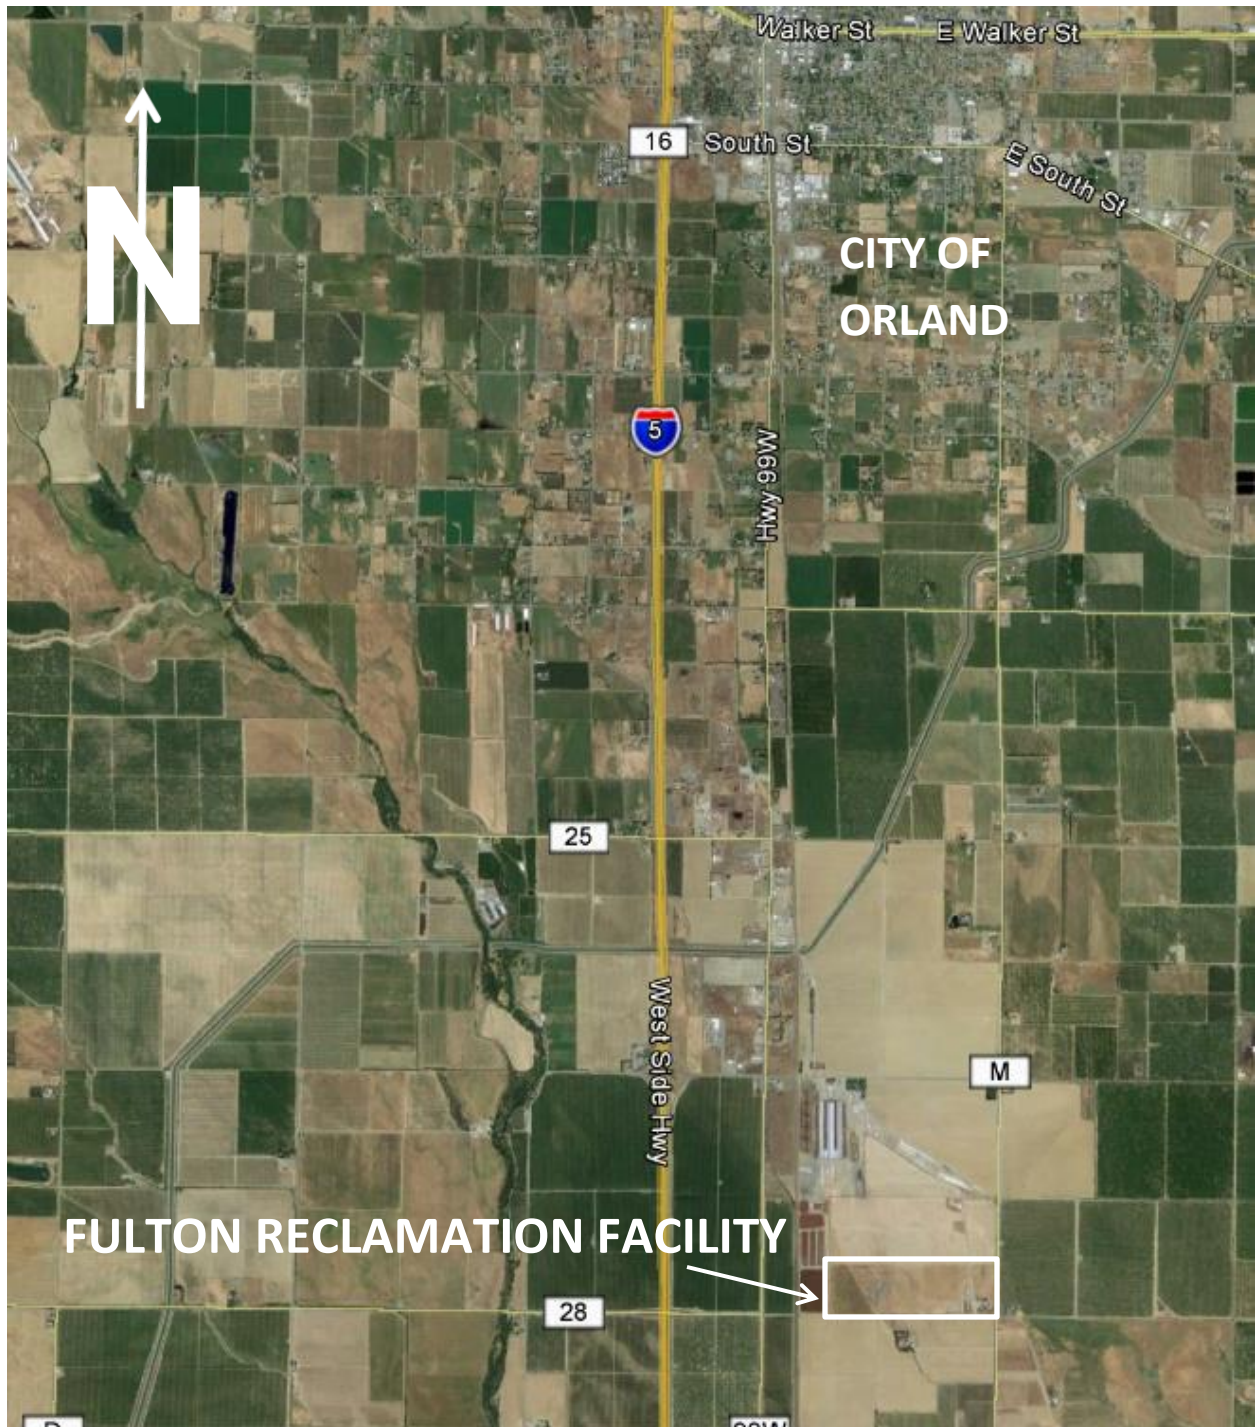 Walker St
E Walker St
16
South St
E South St
N
CITY OF
ORLAND
5
Hwy 99W
25
West Side Hwy
M
FULTON RECLAMATION FACILITY
28